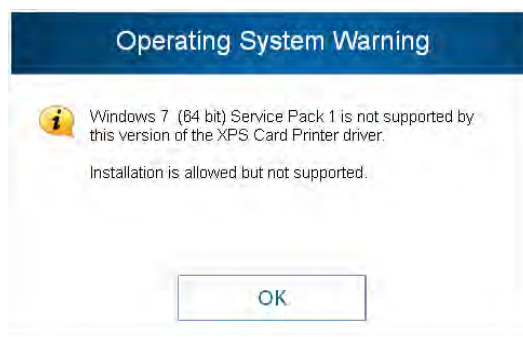 Operating System Warning
Windows 7 (64 bit) Service Pack 1 is not supported by
this version of the XPS Card Printer driver.
Installation is allowed but not supported.
OK